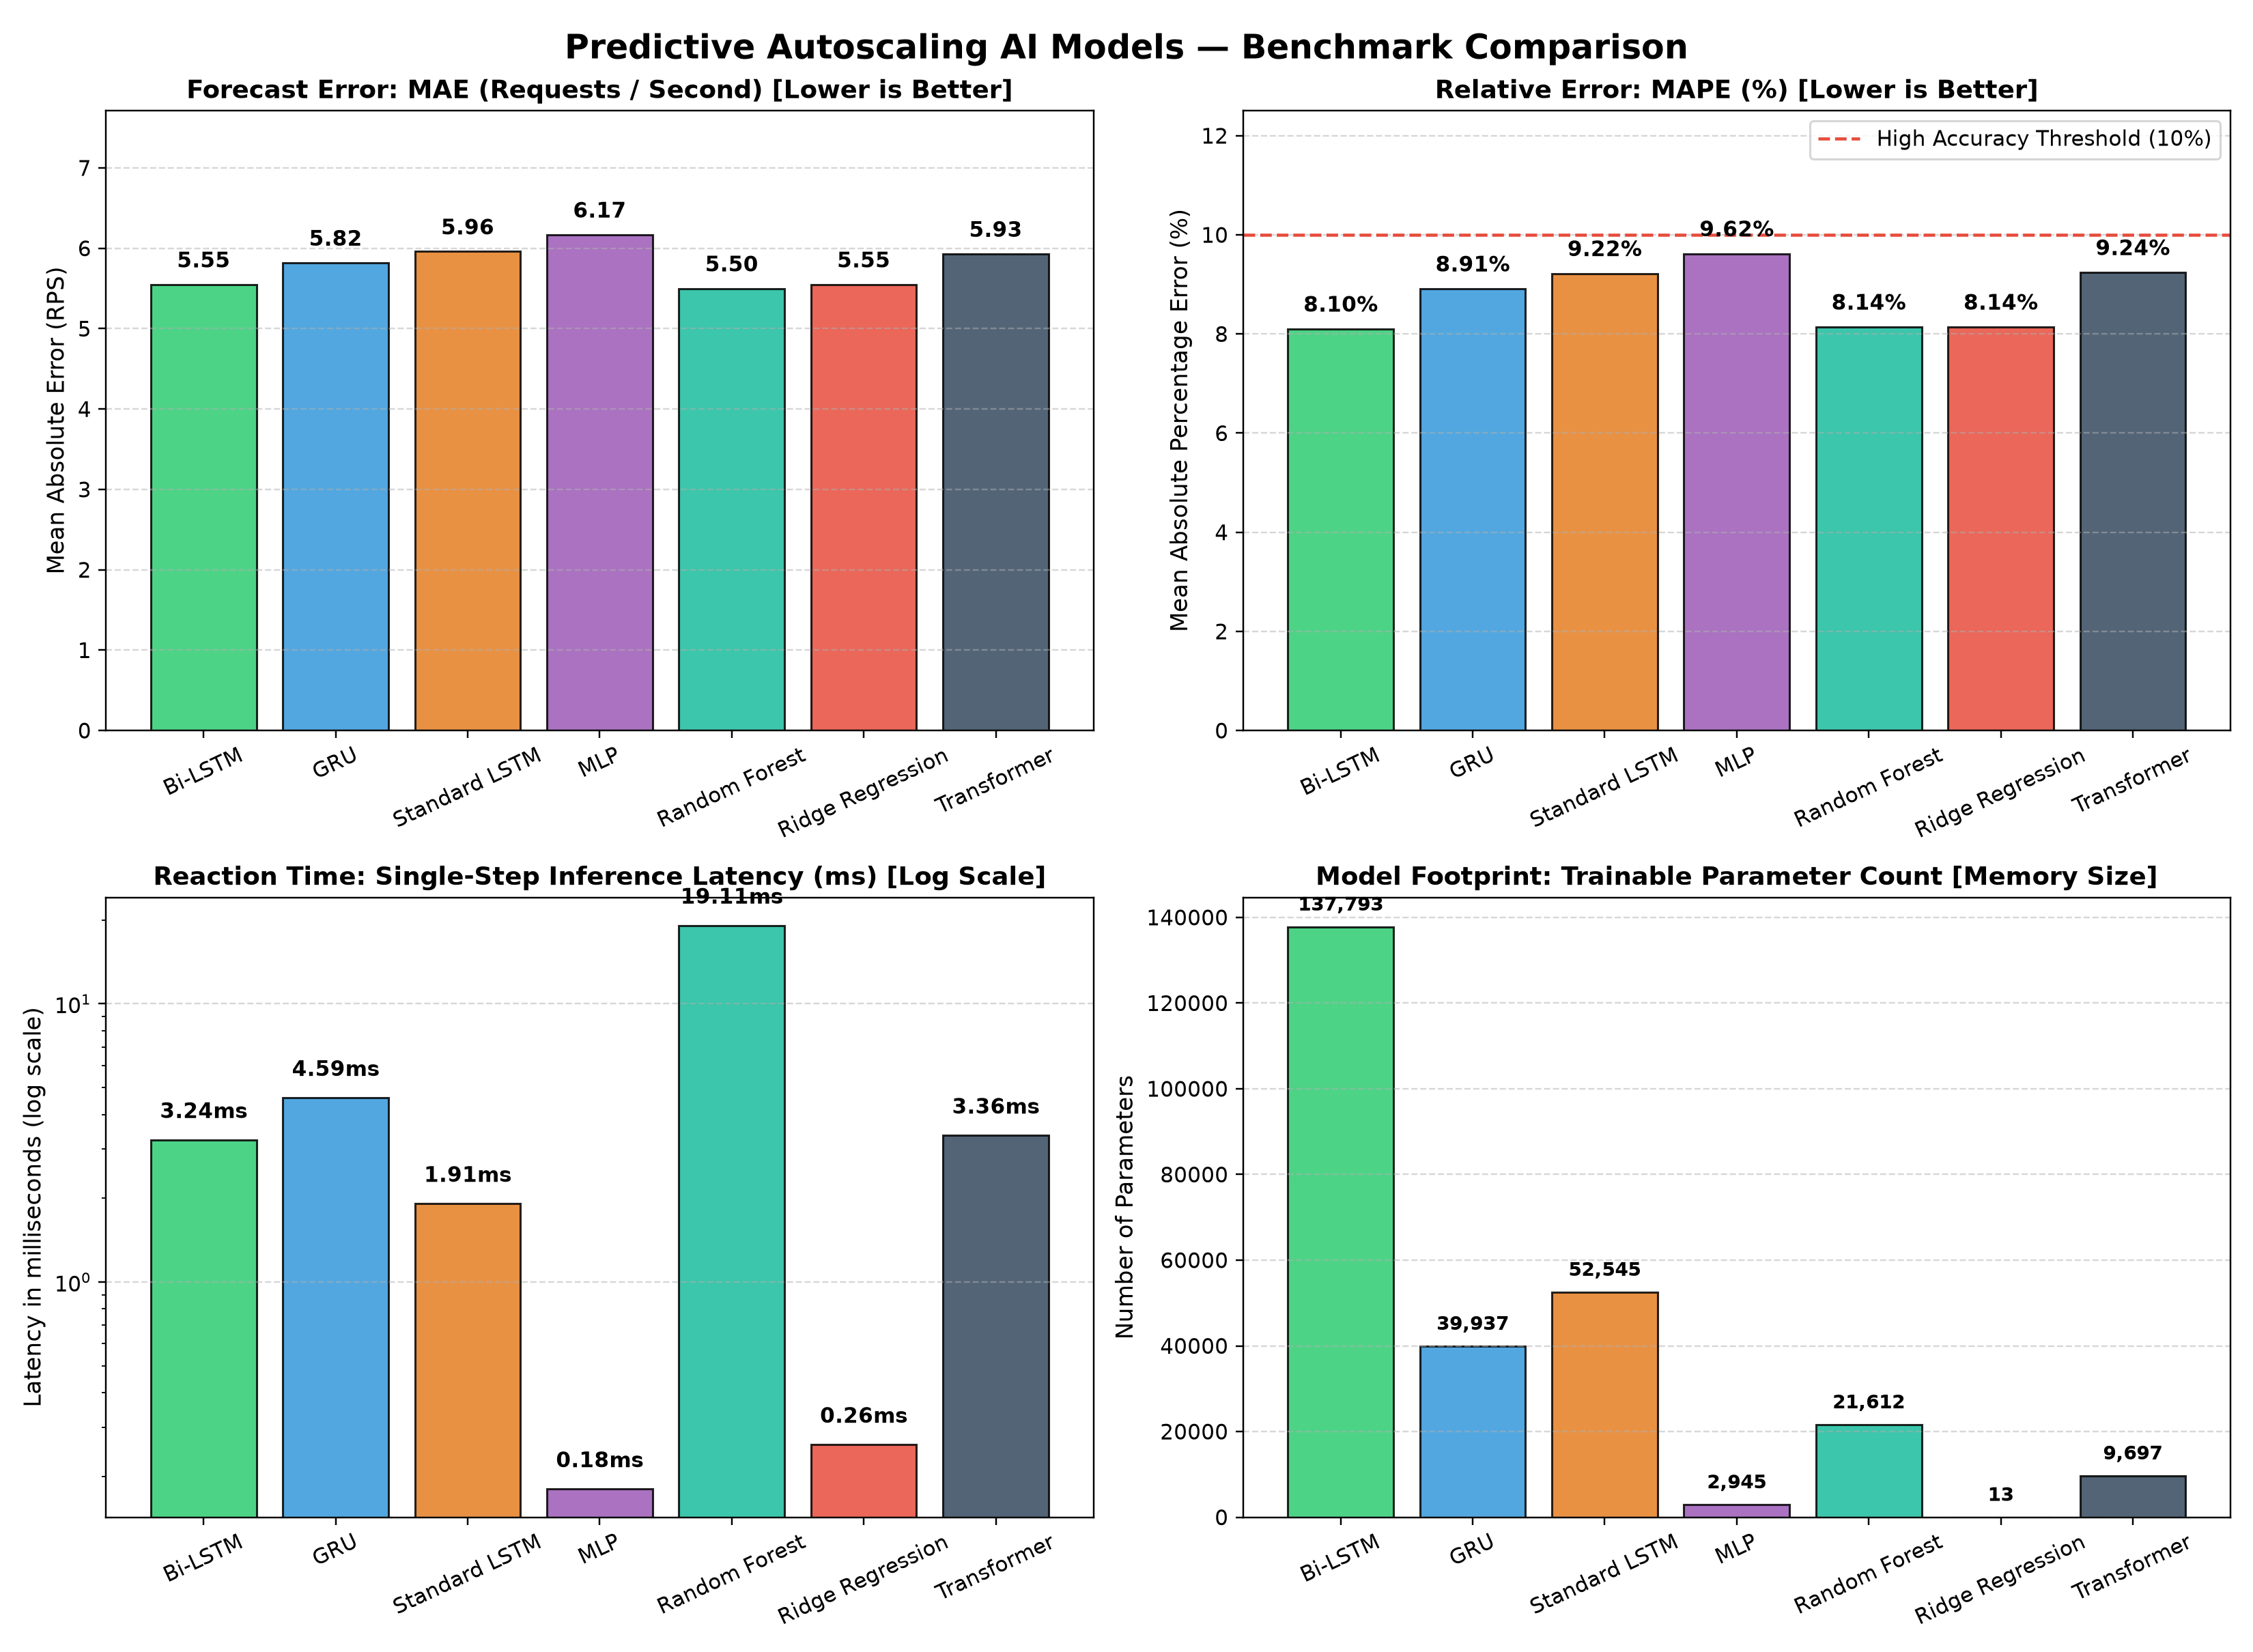 Predictive Autoscaling AI Models — Benchmark Comparison
Forecast Error: MAE (Requests / Second) [Lower is Better]
Mean Absolute Error (RPS)
7
6
5
4
3
2
1
0
5.55
5.82
5.96
6.17
5.50
5.55
5.93
Bi-LSTM
GRU
Standard LSTM
MLP
Random Forest
Ridge Regression
Transformer
Relative Error: MAPE (%) [Lower is Better]
High Accuracy Threshold (10%)
Mean Absolute Percentage Error (%)
12
10
8
6
4
2
0
8.10%
8.91%
9.22%
9.62%
8.14%
8.14%
9.24%
Bi-LSTM
GRU
Standard LSTM
MLP
Random Forest
Ridge Regression
Transformer
Reaction Time: Single-Step Inference Latency (ms) [Log Scale]
Latency in milliseconds (log scale)
10¹
10⁰
3.24ms
4.59ms
1.91ms
0.18ms
19.11ms
0.26ms
3.36ms
Bi-LSTM
GRU
Standard LSTM
MLP
Random Forest
Ridge Regression
Transformer
Model Footprint: Trainable Parameter Count [Memory Size]
Number of Parameters
140000
120000
100000
80000
60000
40000
20000
0
137,793
39,937
52,545
2,945
21,612
13
9,697
Bi-LSTM
GRU
Standard LSTM
MLP
Random Forest
Ridge Regression
Transformer